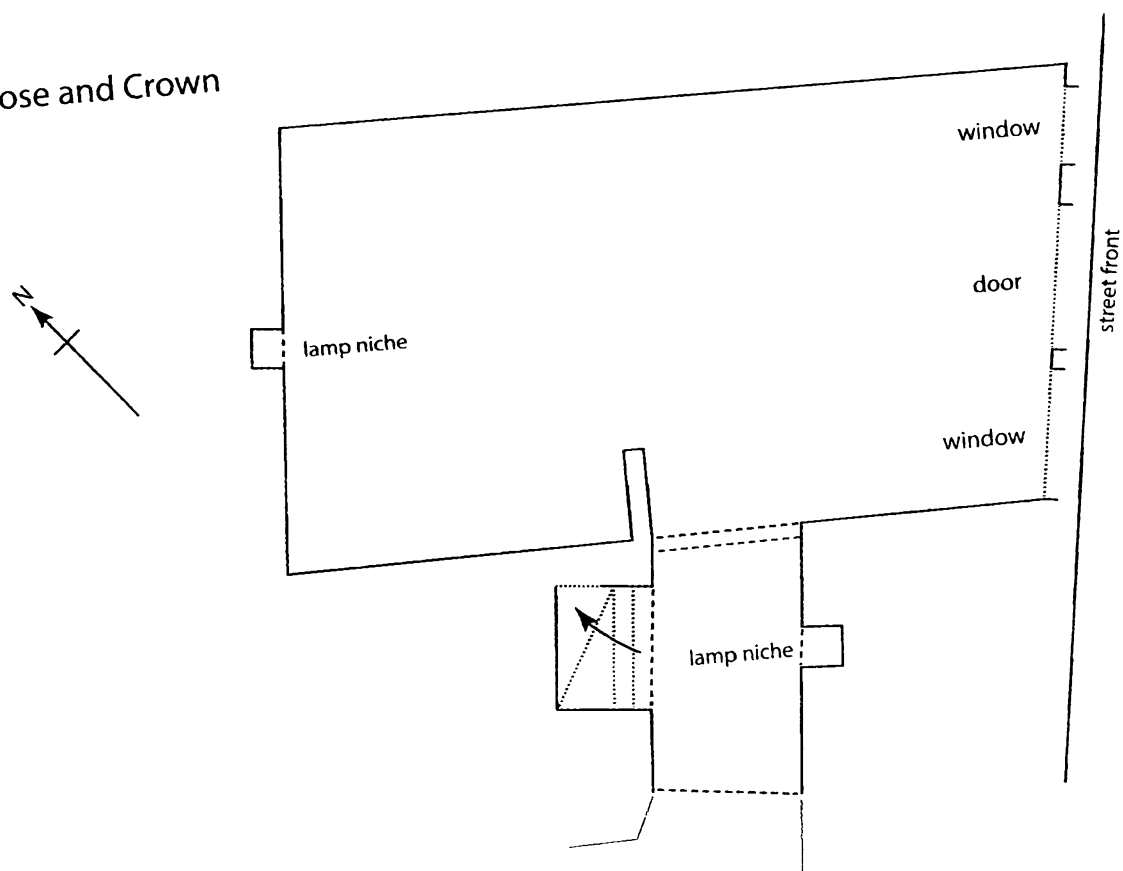 ose and Crown
window
door
street front
N
lamp niche
window
lamp niche